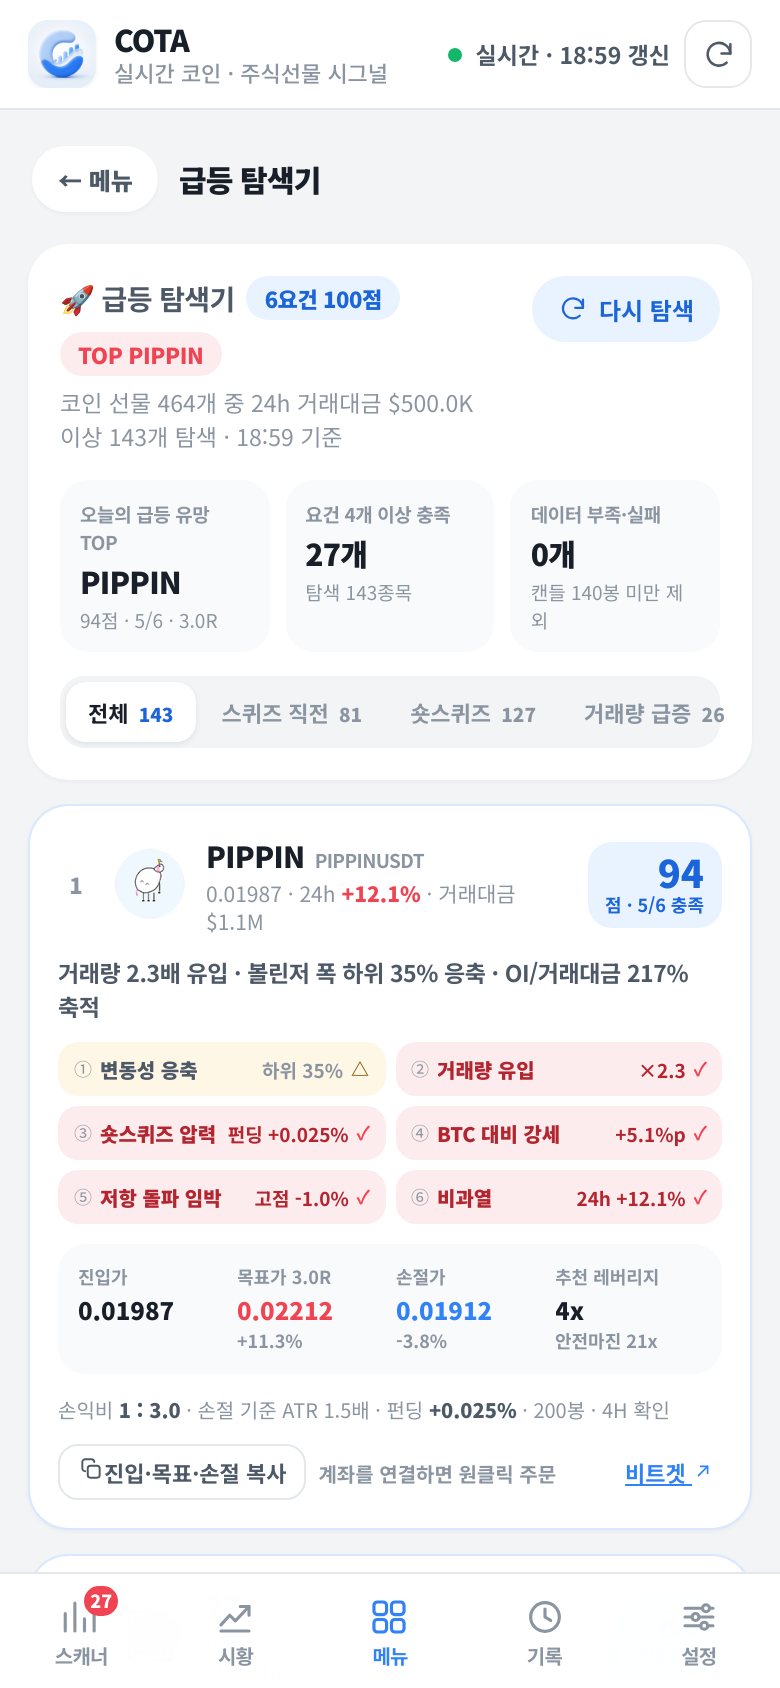 COTA
실시간 코인 · 주식선물 시그널
실시간 · 18:59 갱신
← 메뉴
급등 탐색기
🚀 급등 탐색기
6요건 100점
다시 탐색
TOP PIPPIN
코인 선물 464개 중 24h 거래대금 $500.0K
이상 143개 탐색 · 18:59 기준
오늘의 급등 유망
TOP
PIPPIN
94점 · 5/6 · 3.0R
요건 4개 이상 충족
27개
탐색 143종목
데이터 부족·실패
0개
캔들 140봉 미만 제
외
전체 143
스퀴즈 직전 81
숏스퀴즈 127
거래량 급증 26
1
PIPPIN PIPPINUSDT
0.01987 · 24h +12.1% · 거래대금
$1.1M
94
점 · 5/6 충족
거래량 2.3배 유입 · 볼린저 폭 하위 35% 응축 · OI/거래대금 217%
축적
① 변동성 응축 하위 35% △
② 거래량 유입 ×2.3 ✓
③ 숏스퀴즈 압력 펀딩 +0.025% ✓
④ BTC 대비 강세 +5.1%p ✓
⑤ 저항 돌파 임박 고점 -1.0% ✓
⑥ 비과열 24h +12.1% ✓
진입가
0.01987
목표가 3.0R
0.02212
+11.3%
손절가
0.01912
-3.8%
추천 레버리지
4x
안전마진 21x
손익비 1 : 3.0 · 손절 기준 ATR 1.5배 · 펀딩 +0.025% · 200봉 · 4H 확인
진입·목표·손절 복사
계좌를 연결하면 원클릭 주문
비트겟 ↗
27
스캐너
시황
메뉴
기록
설정